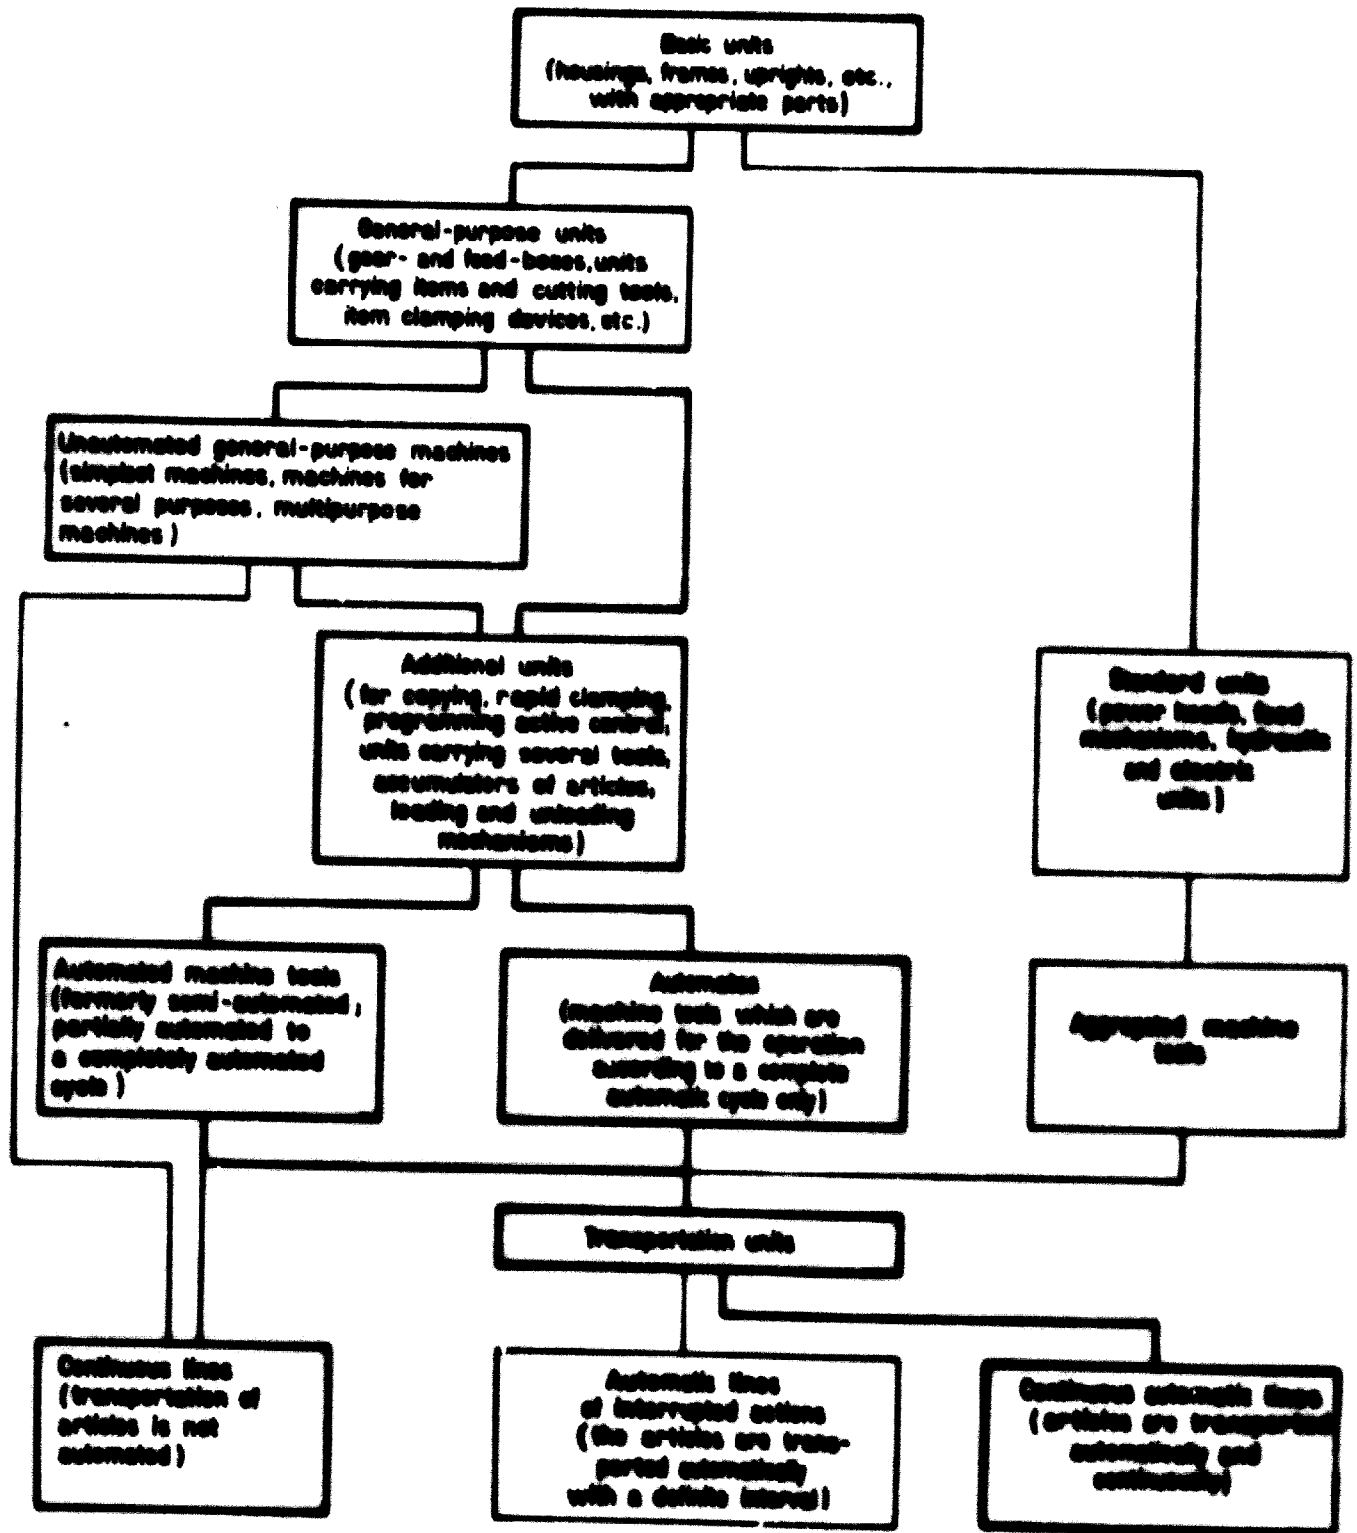 Basic units
(housings, frames, uprights, etc.,
with appropriate parts)
General-purpose units
(gear- and feed-boxes, units
carrying items and cutting tools,
item clamping devices, etc.)
Unautomated general-purpose machines
(simplest machines, machines for
several purposes, multipurpose
machines)
Additional units
(for copying, rapid clamping,
programming active control,
units carrying several tools,
accumulators of articles,
loading and unloading
mechanisms)
Standard units
(power heads, feed
mechanisms, hydraulic
and electric
units)
Automated machine tools
(formerly semi-automated,
partially automated to
a completely automated
cycle)
Automates
(machine tools which are
delivered for the operation
according to a complete
automatic cycle only)
Aggregated machine
tools
Transportation units
Continuous lines
(transportation of
articles is not
automated)
Automatic lines
of interrupted actions
(the articles are trans-
ported automatically
with a definite interval)
Continuous automatic lines
(articles are transported
automatically and
continually)